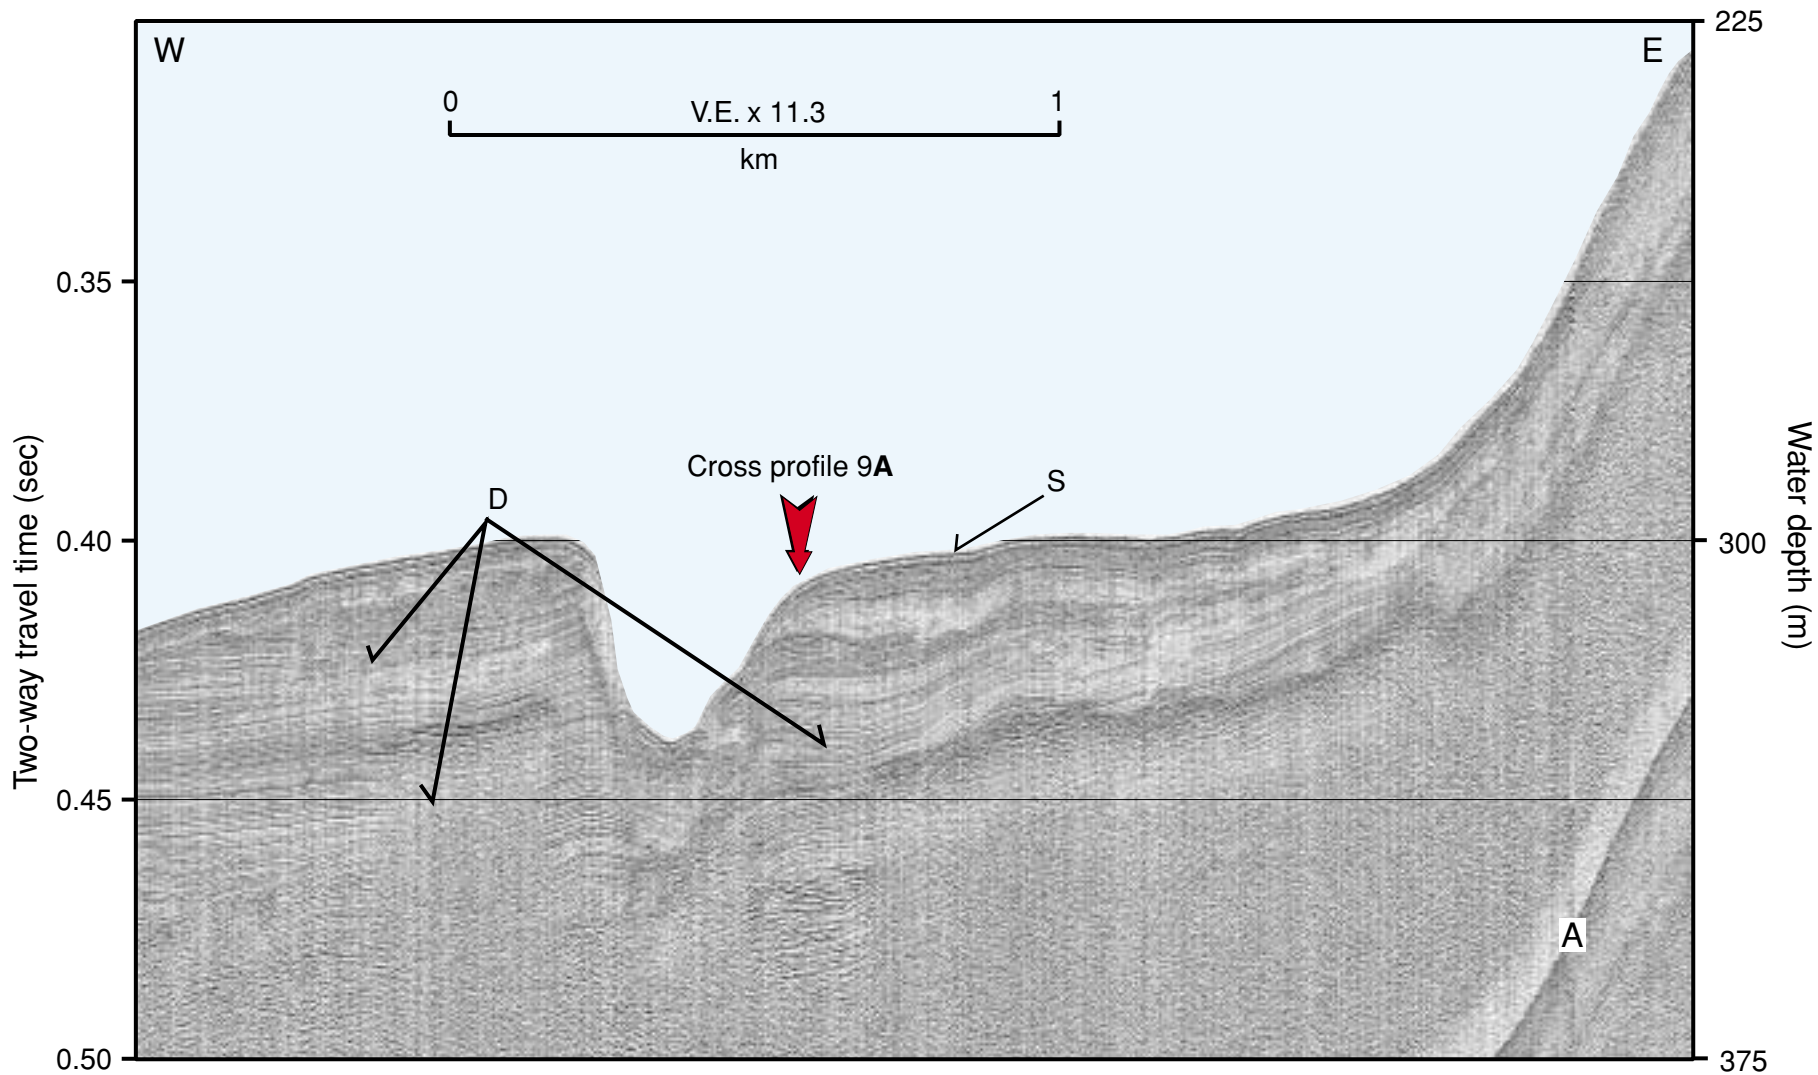 225
W
E
0
V.E. x 11.3
1
km
0.35
Cross profile 9A
S
D
0.40
300
Two-way travel time (sec)
Water depth (m)
0.45
A
0.50
375